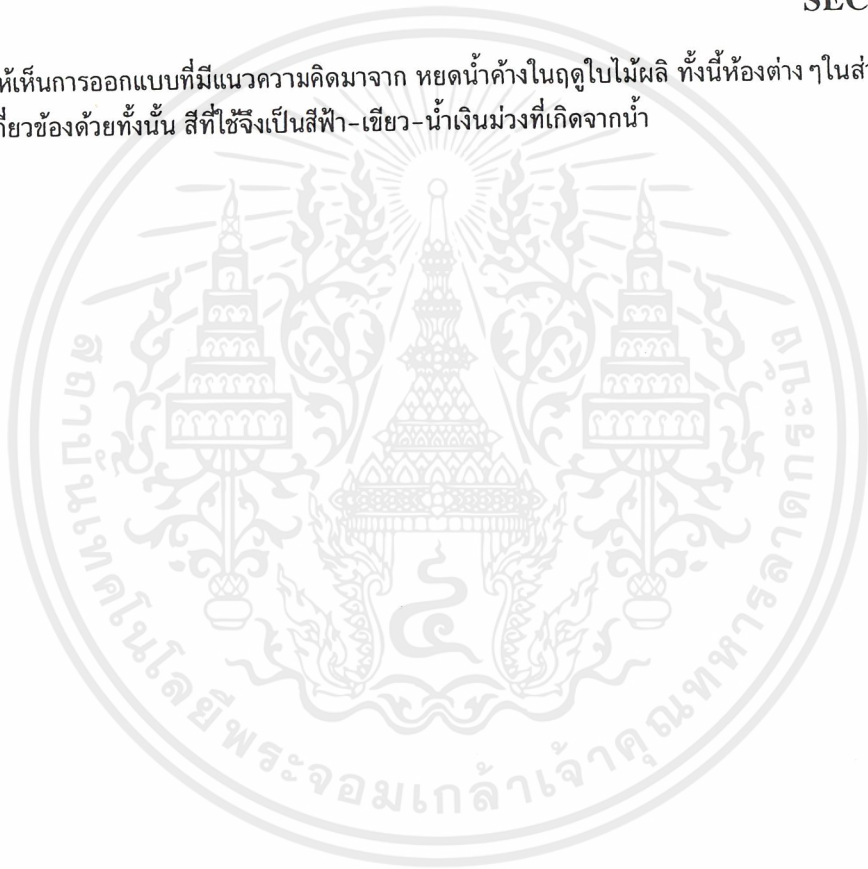 SEC
ห้เห็นการออกแบบที่มีแนวความคิดมาจาก หยดน้ำค้างในฤดูใบไม้ผลิ ทั้งนี้ห้องต่าง ๆในส่
กี่ยวข้องด้วยทั้งนั้น สีที่ใช้จึงเป็นสีฟ้า-เขียว-น้ำเงินม่วงที่เกิดจากน้ำ
สถาบันเทคโนโลยีพระจอมเกล้าเจ้าคุณทหารลาดกระบัง